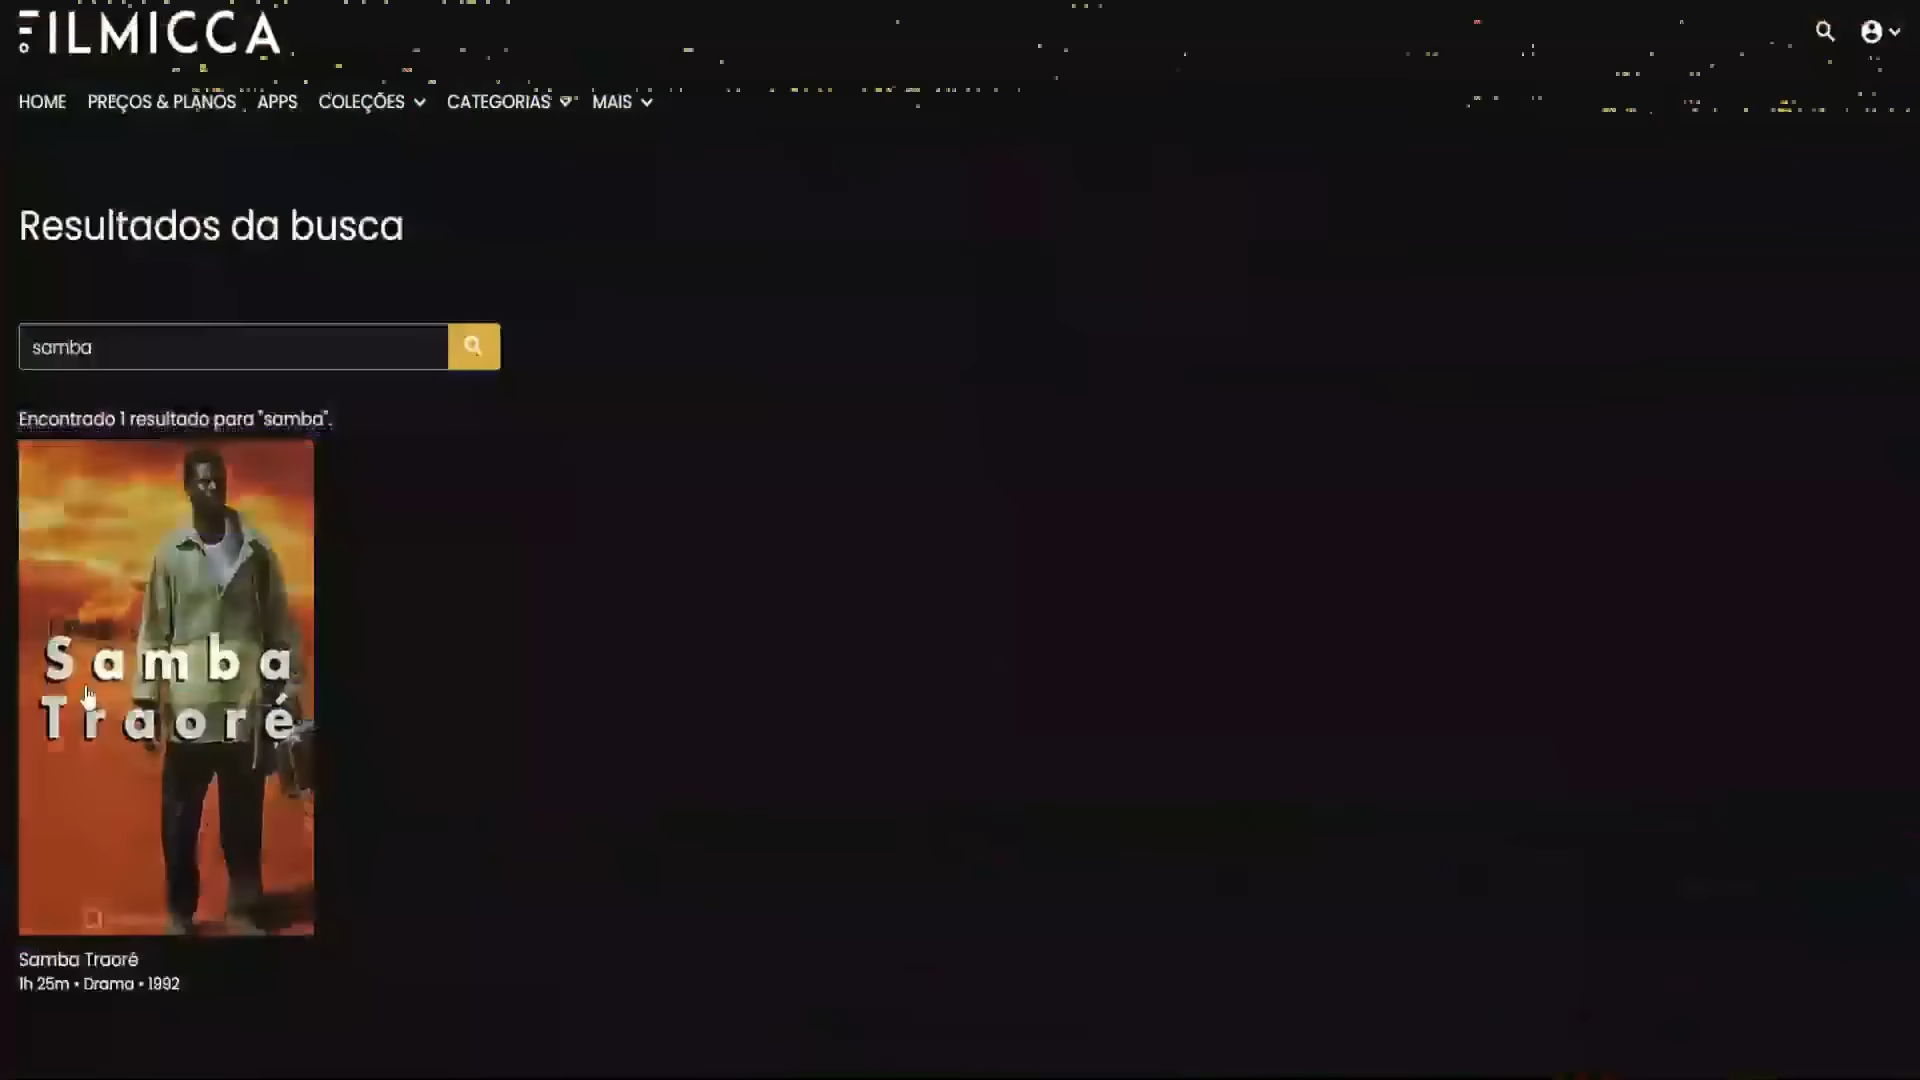 FILMICCA
HOME PREÇOS & PLANOS APPS COLEÇÕES CATEGORIAS MAIS
Resultados da busca
samba
Encontrado 1 resultado para "samba".
Samba
Traoré
Samba Traoré
1h 25m • Drama • 1992